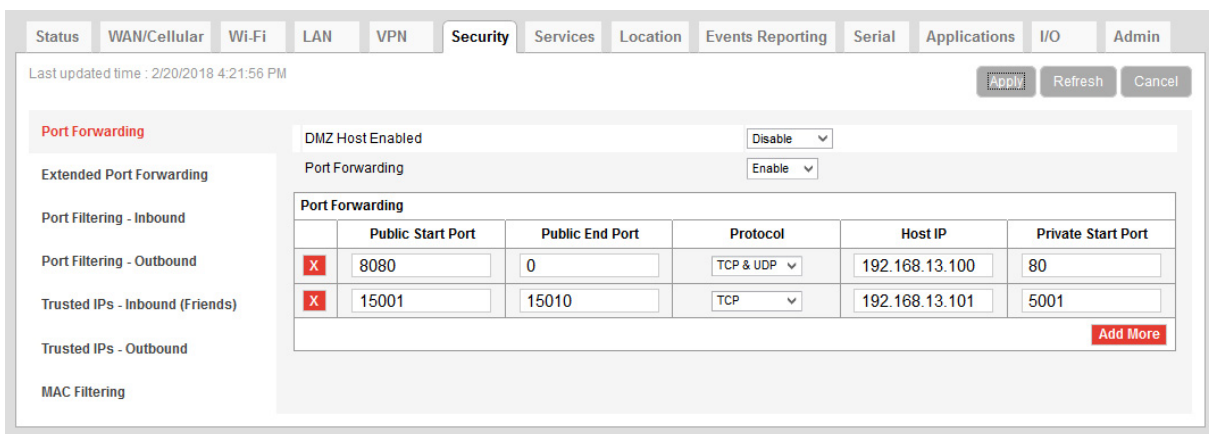 Status WAN/Cellular Wi-Fi LAN VPN Security Services Location Events Reporting Serial Applications I/O Admin
Last updated time : 2/20/2018 4:21:56 PM
Apply Refresh Cancel
Port Forwarding
Extended Port Forwarding
Port Filtering - Inbound
Port Filtering - Outbound
Trusted IPs - Inbound (Friends)
Trusted IPs - Outbound
MAC Filtering
DMZ Host Enabled Disable
Port Forwarding Enable
Port Forwarding
Public Start Port Public End Port Protocol Host IP Private Start Port
X 8080 0 TCP & UDP 192.168.13.100 80
X 15001 15010 TCP 192.168.13.101 5001
Add More